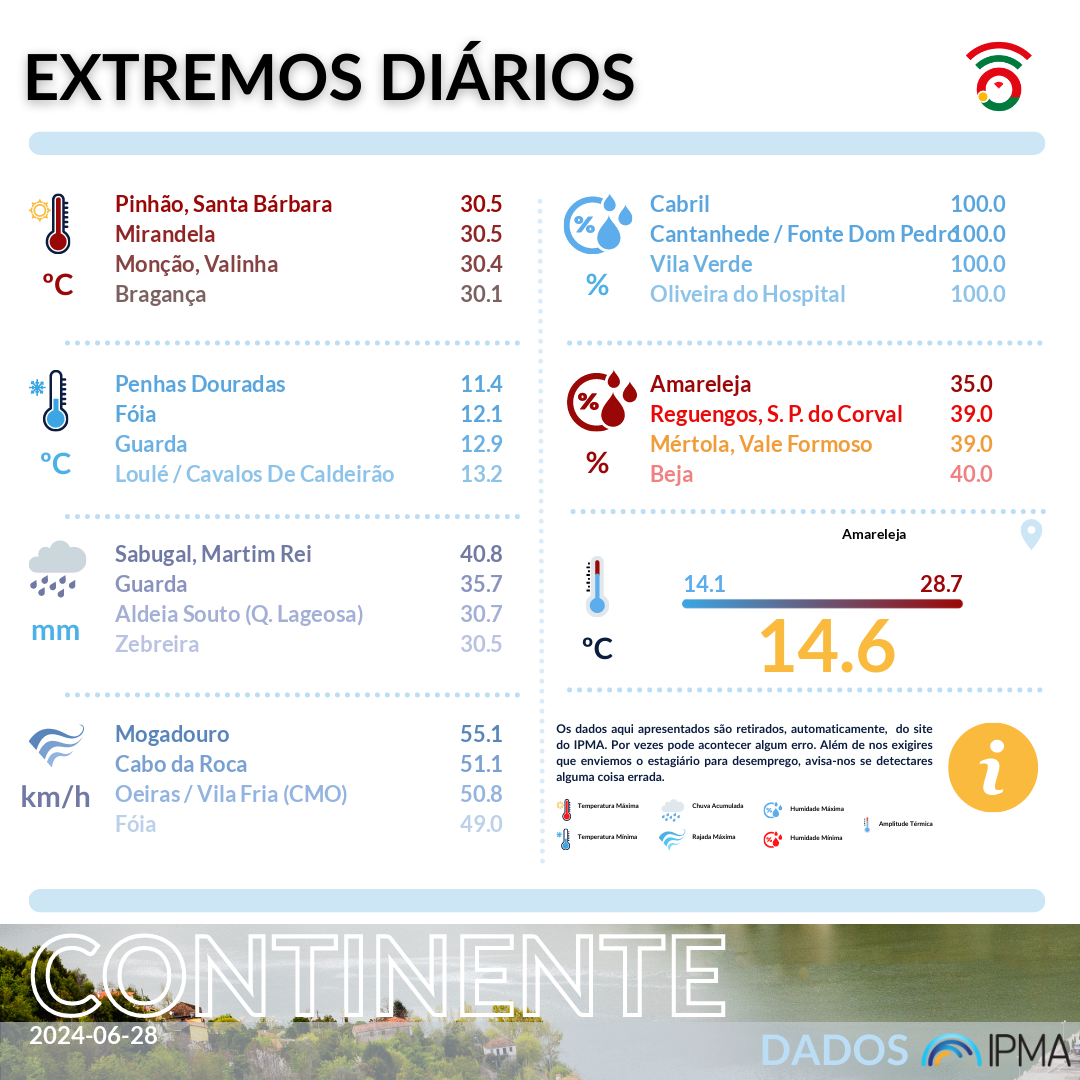 EXTREMOS DIÁRIOS
ºC
Pinhão, Santa Bárbara 30.5
Mirandela 30.5
Monção, Valinha 30.4
Bragança 30.1
ºC
Penhas Douradas 11.4
Fóia 12.1
Guarda 12.9
Loulé / Cavalos De Caldeirão 13.2
mm
Sabugal, Martim Rei 40.8
Guarda 35.7
Aldeia Souto (Q. Lageosa) 30.7
Zebreira 30.5
km/h
Mogadouro 55.1
Cabo da Roca 51.1
Oeiras / Vila Fria (CMO) 50.8
Fóia 49.0
%
%
Cabril 100.0
Cantanhede / Fonte Dom Pedro 100.0
Vila Verde 100.0
Oliveira do Hospital 100.0
%
%
Amareleja 35.0
Reguengos, S. P. do Corval 39.0
Mértola, Vale Formoso 39.0
Beja 40.0
Amareleja
14.1 28.7
ºC
14.6
Os dados aqui apresentados são retirados, automaticamente, do site
do IPMA. Por vezes pode acontecer algum erro. Além de nos exigires
que enviemos o estagiário para desemprego, avisa-nos se detectares
alguma coisa errada.
i
Temperatura Máxima
Chuva Acumulada
Humidade Máxima
Amplitude Térmica
Temperatura Mínima
Rajada Máxima
Humidade Mínima
CONTINENTE
2024-06-28
DADOS IPMA